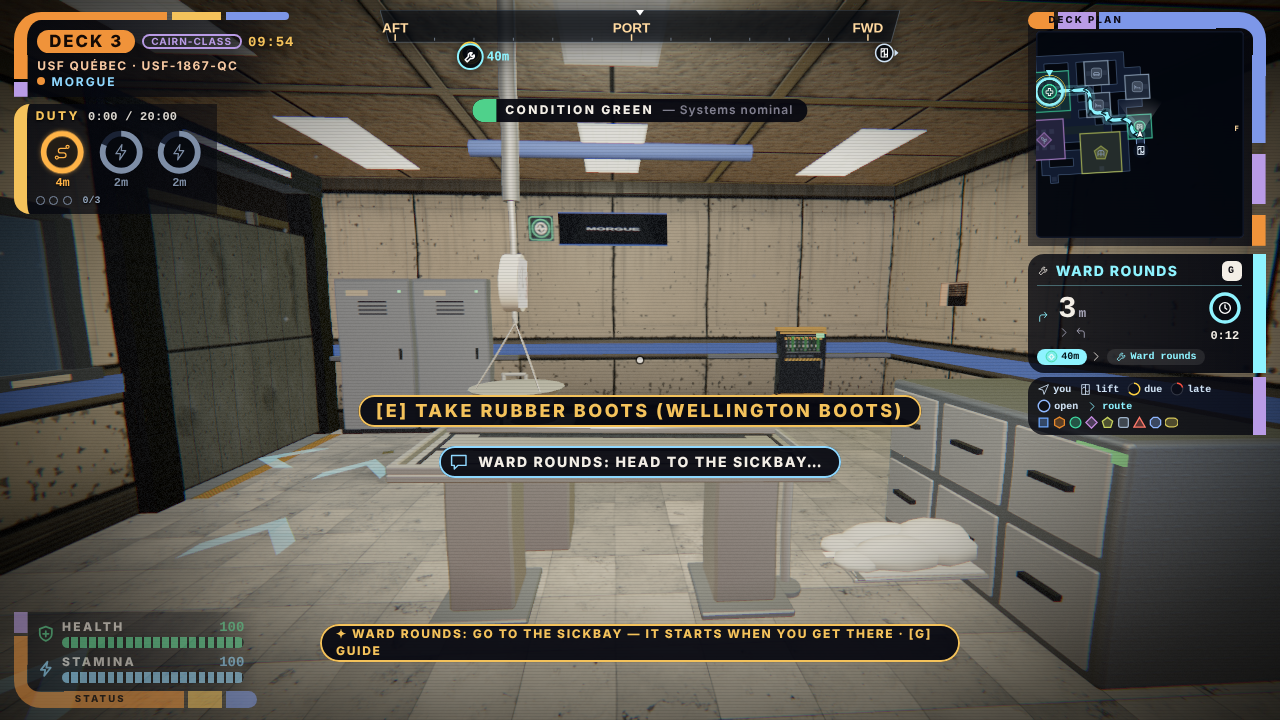 DECK 3
CAIRN-CLASS
09:54
USF QUÉBEC · USF-1867-QC
MORGUE
DUTY 0:00 / 20:00
4m
2m
2m
0/3
AFT
PORT
FWD
40m
CONDITION GREEN — Systems nominal
MORGUE
DECK PLAN
F
WARD ROUNDS
G
3 m
0:12
40m
Ward rounds
you
lift
due
late
open
route
[E] TAKE RUBBER BOOTS (WELLINGTON BOOTS)
WARD ROUNDS: HEAD TO THE SICKBAY…
✦ WARD ROUNDS: GO TO THE SICKBAY — IT STARTS WHEN YOU GET THERE · [G]
GUIDE
HEALTH 100
STAMINA 100
STATUS